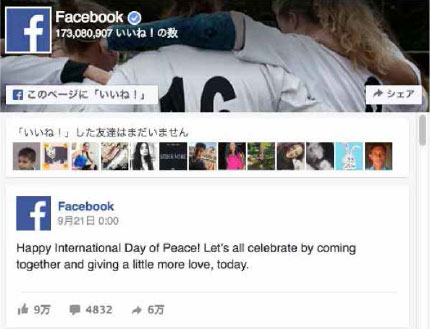 Facebook
173,080,907 いいね！の数
16
このページに「いいね！」
シェア
「いいね！」した友達はまだいません
Facebook
9月21日 0:00
Happy International Day of Peace! Let's all celebrate by coming
together and giving a little more love, today.
9万 4832 6万